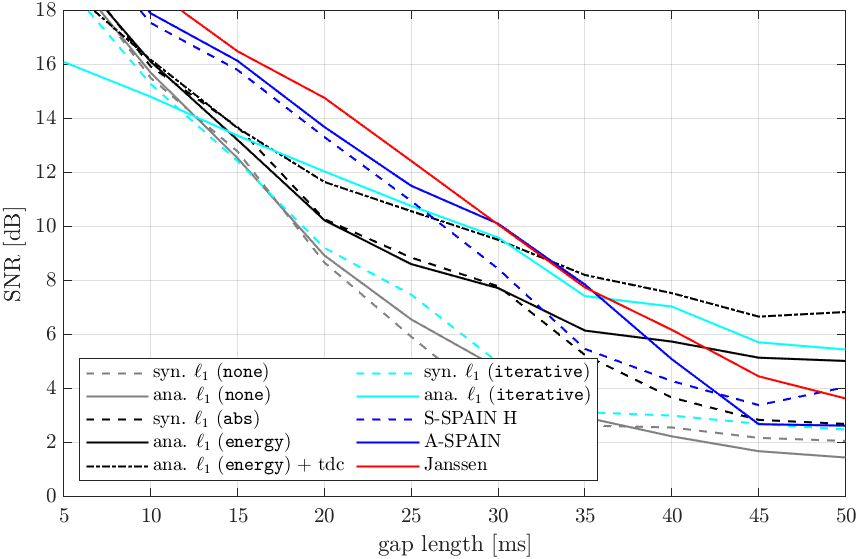 18
16
14
12
10
8
6
4
2
0
SNR [dB]
syn. ℓ1 (none)
ana. ℓ1 (none)
syn. ℓ1 (abs)
ana. ℓ1 (energy)
ana. ℓ1 (energy) + tdc
syn. ℓ1 (iterative)
ana. ℓ1 (iterative)
S-SPAIN H
A-SPAIN
Janssen
5 10 15 20 25 30 35 40 45 50
gap length [ms]